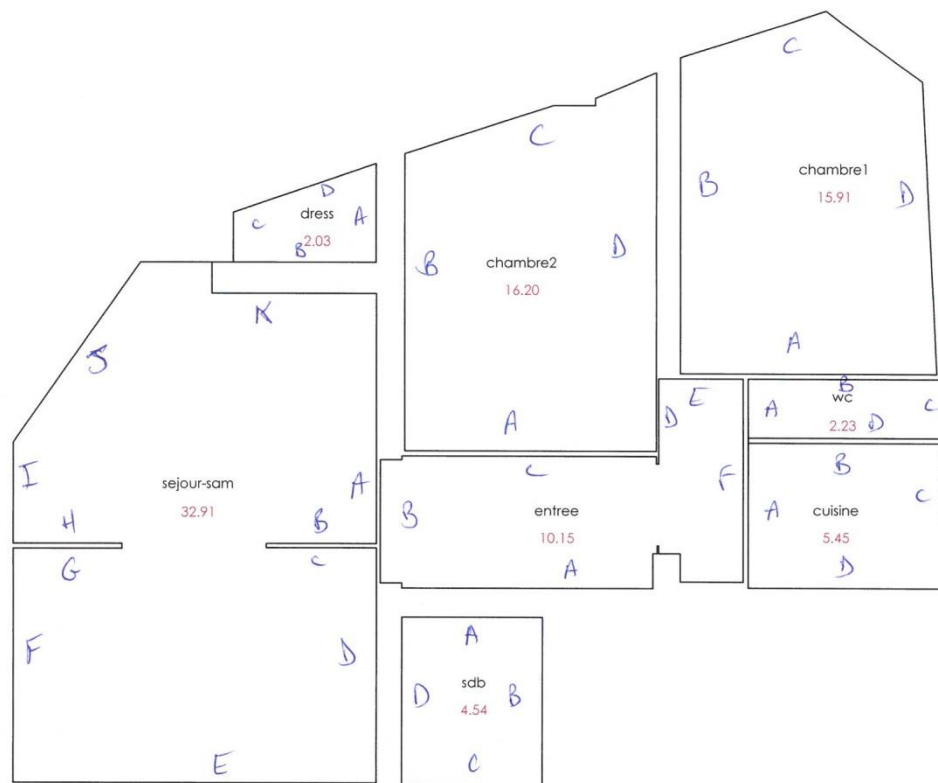 C
chambre1
15.91
B
D
A
C
chambre2
16.20
B
D
A
D
dress
2.03
C
A
B
K
J
I
sejour-sam
32.91
A
H
B
G
C
F
D
E
E
D
F
C
entree
10.15
B
A
B
wc
2.23
A
C
D
B
cuisine
5.45
A
C
D
A
sdb
4.54
D
B
C